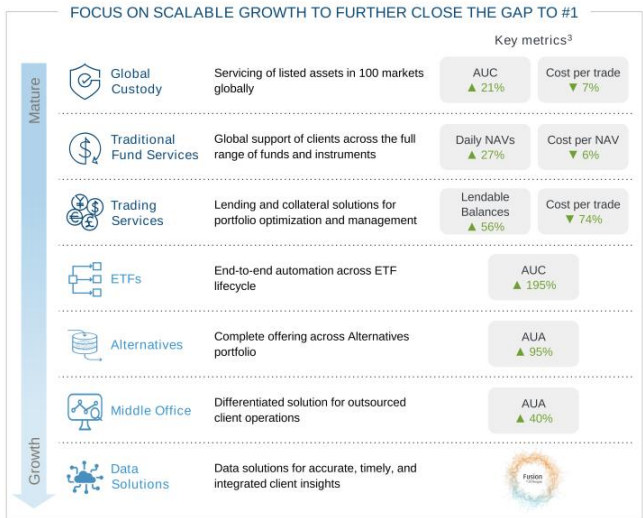 FOCUS ON SCALABLE GROWTH TO FURTHER CLOSE THE GAP TO #1
Key metrics³
Mature
Global
Custody
Servicing of listed assets in 100 markets
globally
AUC
▲ 21%
Cost per trade
▼ 7%
Traditional
Fund Services
Global support of clients across the full
range of funds and instruments
Daily NAVs
▲ 27%
Cost per NAV
▼ 6%
Trading
Services
Lending and collateral solutions for
portfolio optimization and management
Lendable
Balances
▲ 56%
Cost per trade
▼ 74%
ETFs
End-to-end automation across ETF
lifecycle
AUC
▲ 195%
Alternatives
Complete offering across Alternatives
portfolio
AUA
▲ 95%
Middle Office
Differentiated solution for outsourced
client operations
AUA
▲ 40%
Growth
Data
Solutions
Data solutions for accurate, timely, and
integrated client insights
Fusion